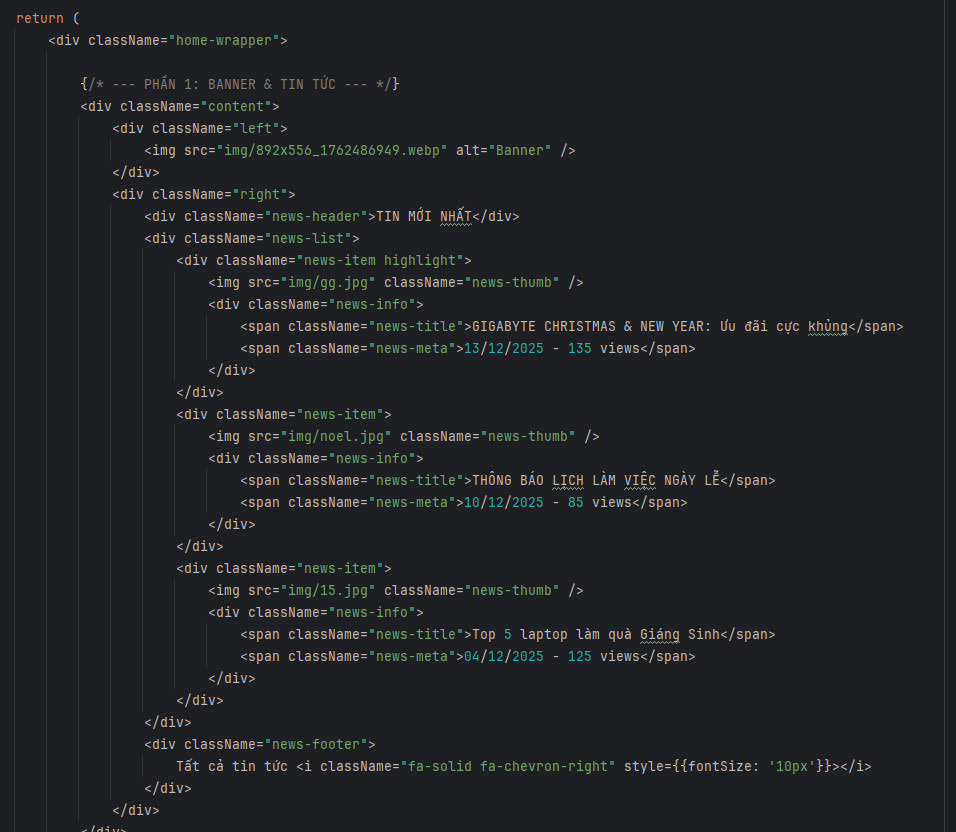 return (
<div className="home-wrapper">
{/* --- PHẦN 1: BANNER & TIN TỨC --- */}
<div className="content">
<div className="left">
<img src="img/892x556_1762486949.webp" alt="Banner" />
</div>
<div className="right">
<div className="news-header">TIN MỚI NHẤT</div>
<div className="news-list">
<div className="news-item highlight">
<img src="img/gg.jpg" className="news-thumb" />
<div className="news-info">
<span className="news-title">GIGABYTE CHRISTMAS & NEW YEAR: Ưu đãi cực khủng</span>
<span className="news-meta">13/12/2025 - 135 views</span>
</div>
</div>
<div className="news-item">
<img src="img/noel.jpg" className="news-thumb" />
<div className="news-info">
<span className="news-title">THÔNG BÁO LỊCH LÀM VIỆC NGÀY LỄ</span>
<span className="news-meta">10/12/2025 - 85 views</span>
</div>
</div>
<div className="news-item">
<img src="img/15.jpg" className="news-thumb" />
<div className="news-info">
<span className="news-title">Top 5 laptop làm quà Giáng Sinh</span>
<span className="news-meta">04/12/2025 - 125 views</span>
</div>
</div>
</div>
<div className="news-footer">
Tất cả tin tức <i className="fa-solid fa-chevron-right" style={{fontSize: '10px'}}></i>
</div>
</div>
</div>